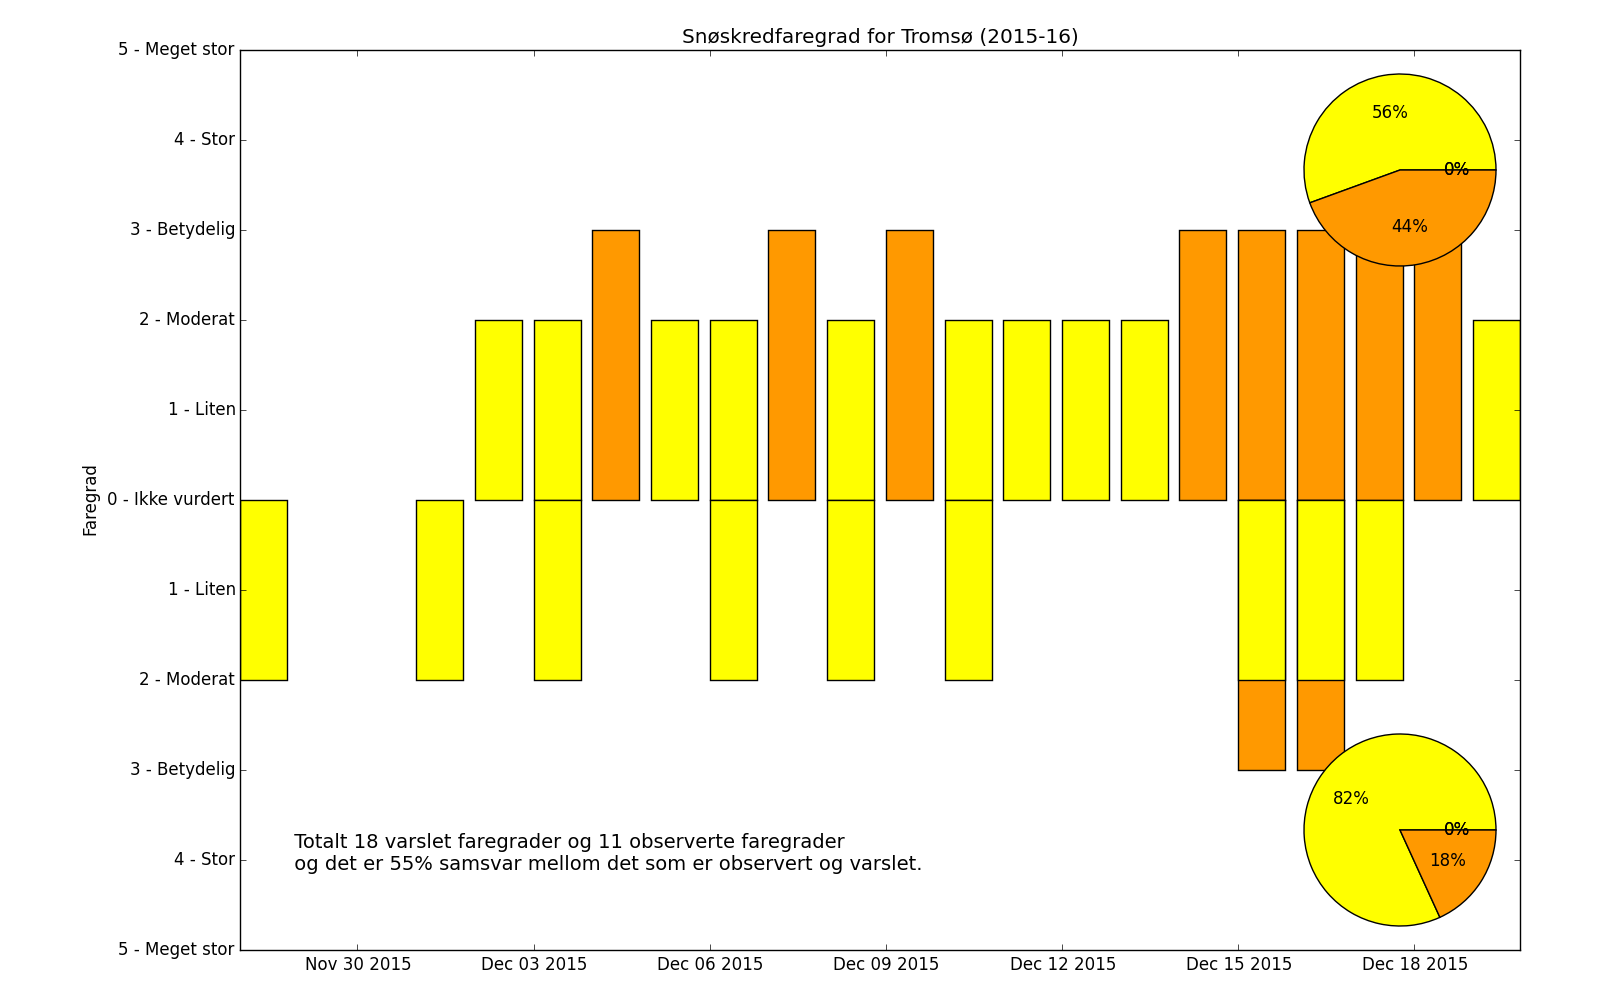 Snøskredfaregrad for Tromsø (2015-16)
5 - Meget stor
4 - Stor
3 - Betydelig
2 - Moderat
1 - Liten
0 - Ikke vurdert
1 - Liten
2 - Moderat
3 - Betydelig
4 - Stor
5 - Meget stor
Faregrad
56%
0%
44%
82%
0%
18%
Totalt 18 varslet faregrader og 11 observerte faregrader
og det er 55% samsvar mellom det som er observert og varslet.
Nov 30 2015
Dec 03 2015
Dec 06 2015
Dec 09 2015
Dec 12 2015
Dec 15 2015
Dec 18 2015